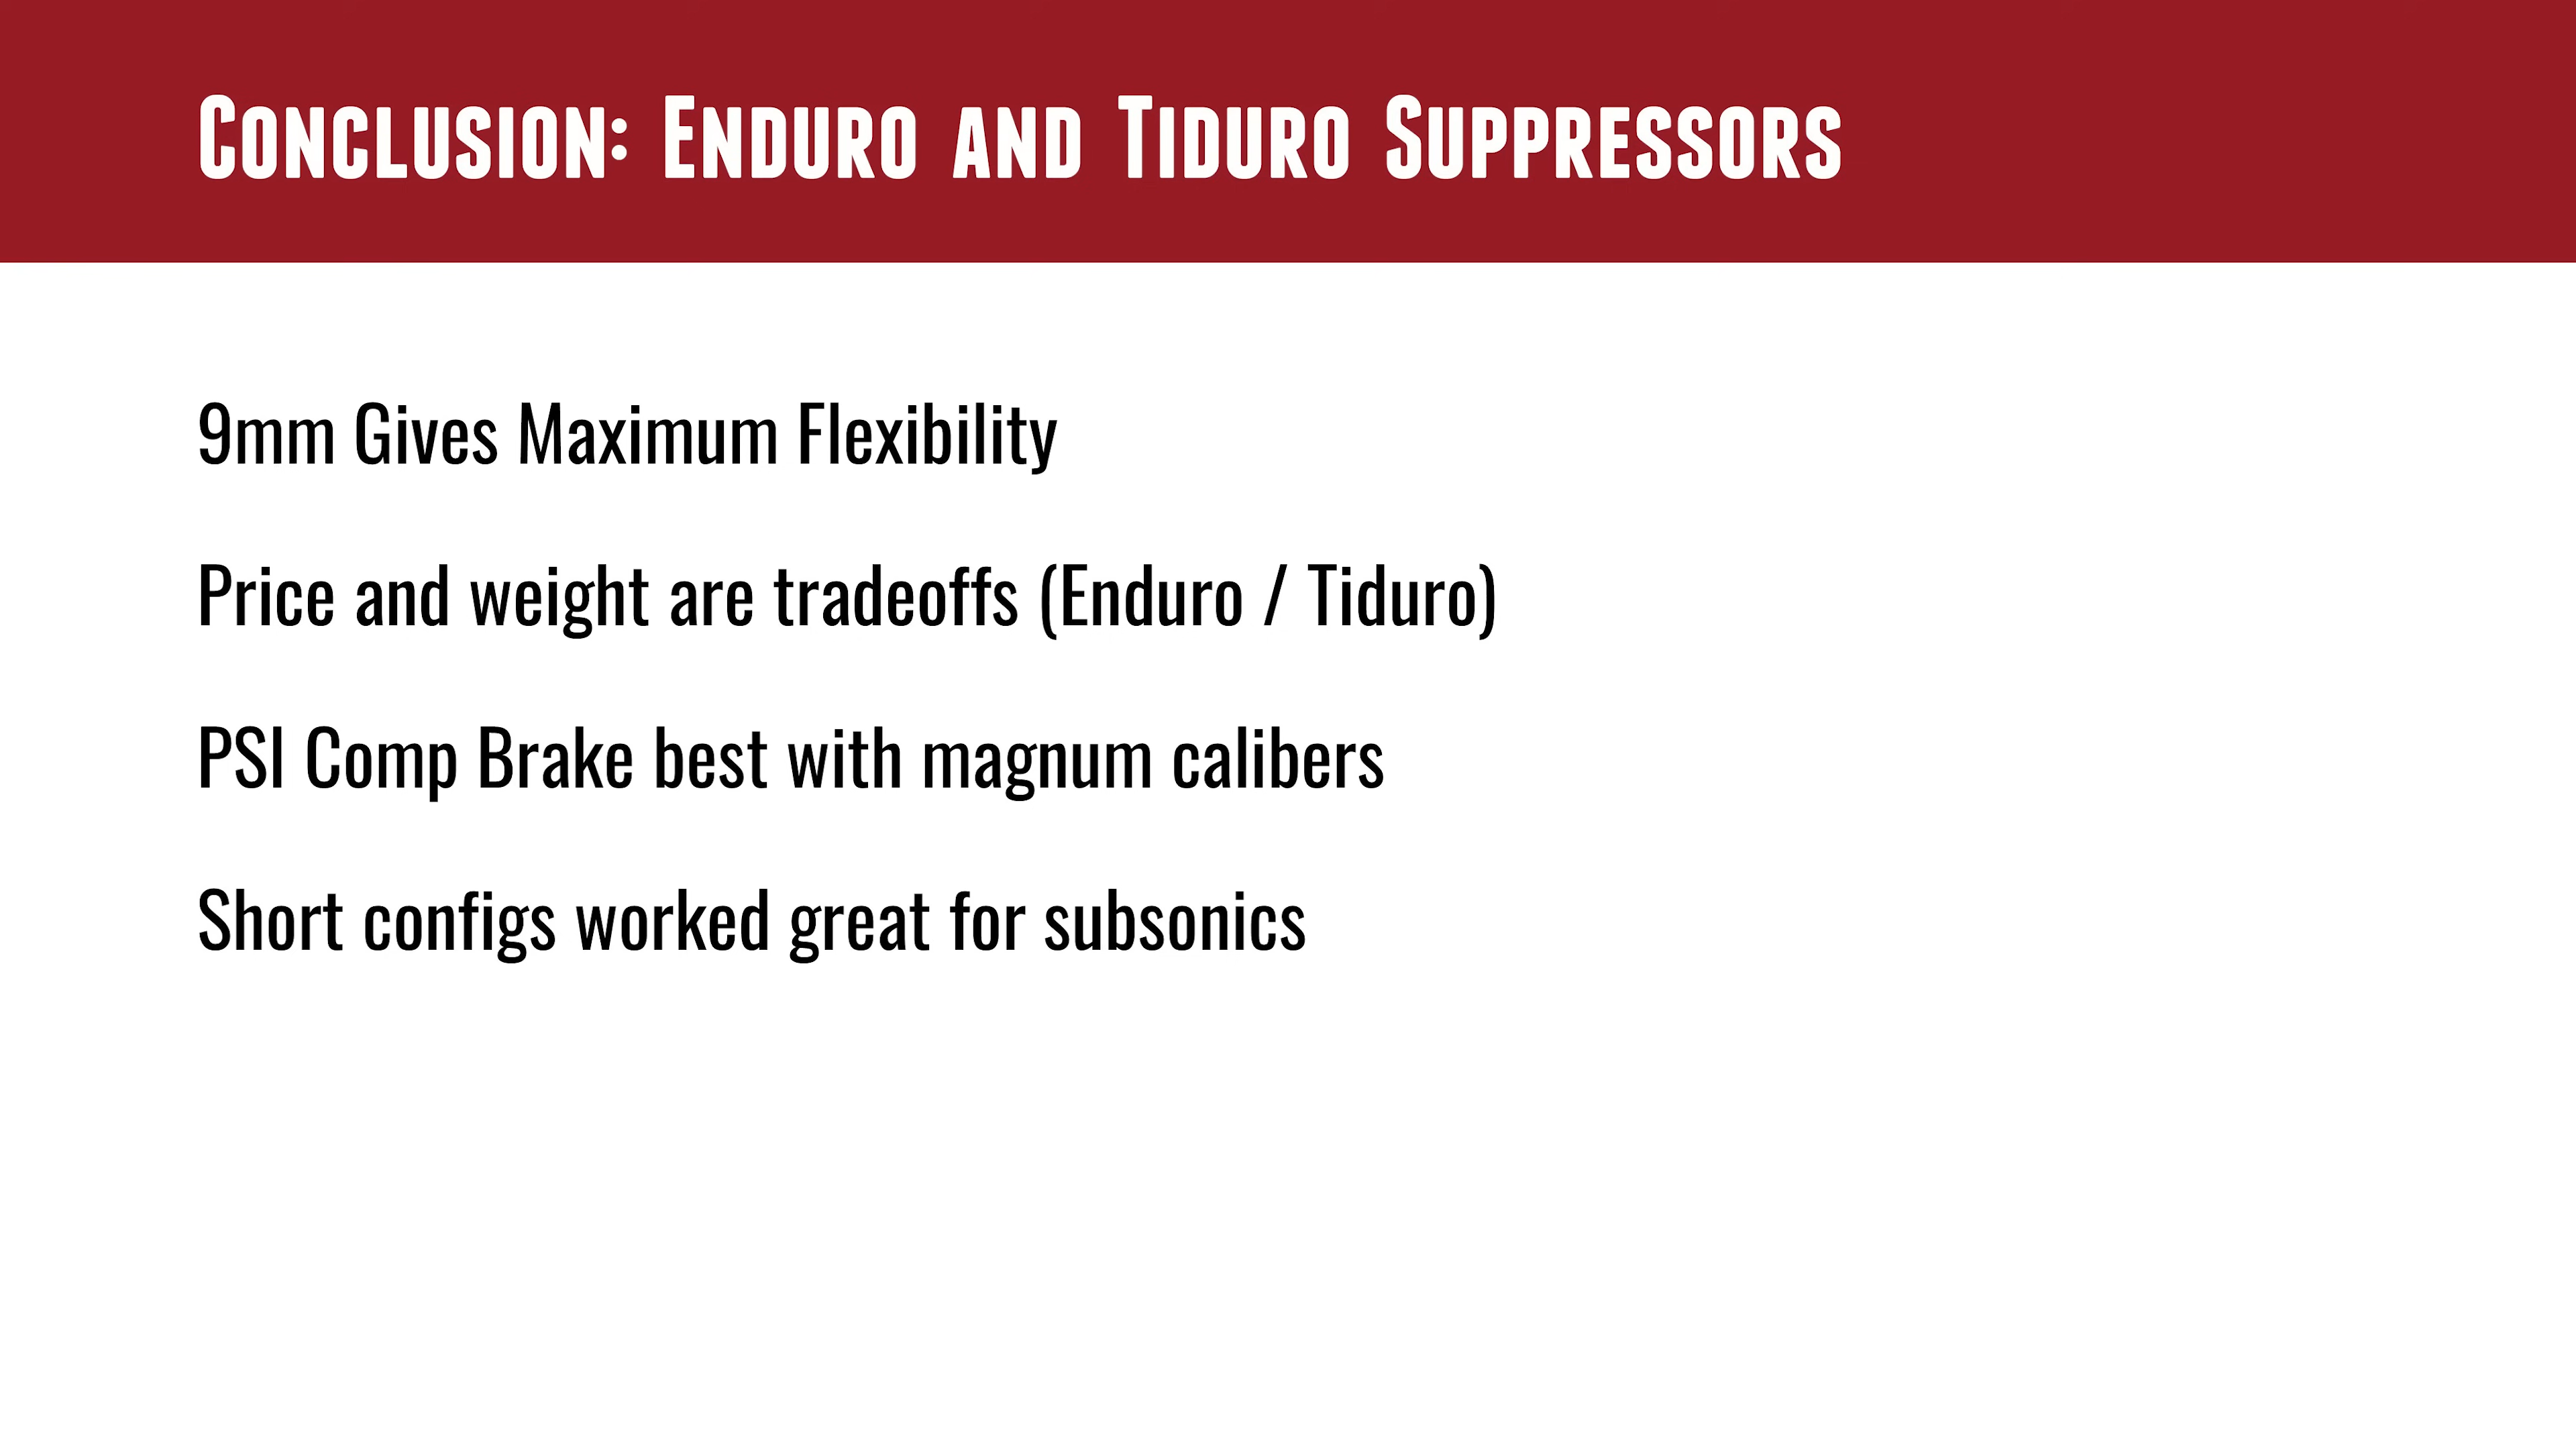 Conclusion: Enduro and Tiduro Suppressors
9mm Gives Maximum Flexibility
Price and weight are tradeoffs (Enduro / Tiduro)
PSI Comp Brake best with magnum calibers
Short configs worked great for subsonics